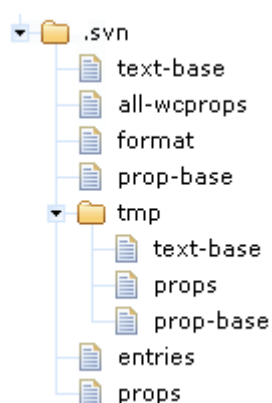 .svn
text-base
all-wcprops
format
prop-base
tmp
text-base
props
prop-base
entries
props